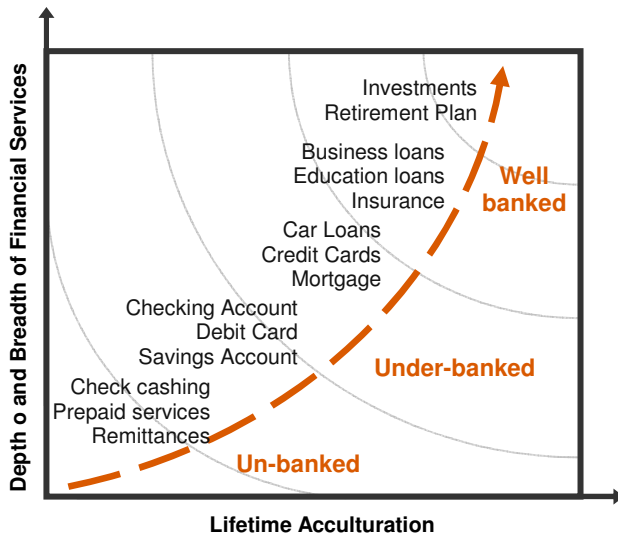 Depth o and Breadth of Financial Services
Investments
Retirement Plan
Business loans
Education loans
Insurance
Well
banked
Car Loans
Credit Cards
Mortgage
Checking Account
Debit Card
Savings Account
Under-banked
Check cashing
Prepaid services
Remittances
Un-banked
Lifetime Acculturation